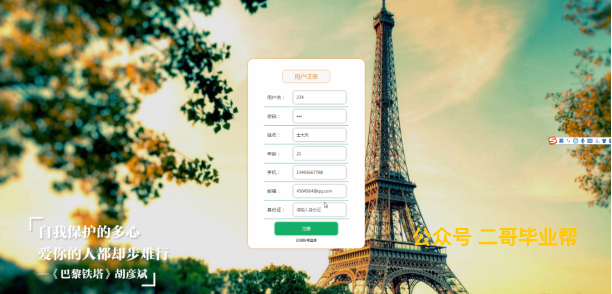 用户注册
用户名： 234
密码： ••••
姓名： 士大夫
年龄： 23
手机： 13465667788
邮箱： 4564564@qq.com
身份证： 请输入身份证
注册
已有账号登录
自我保护的多心
爱你的人都却步难行
—《巴黎铁塔》胡彦斌
公众号 二哥毕业帮